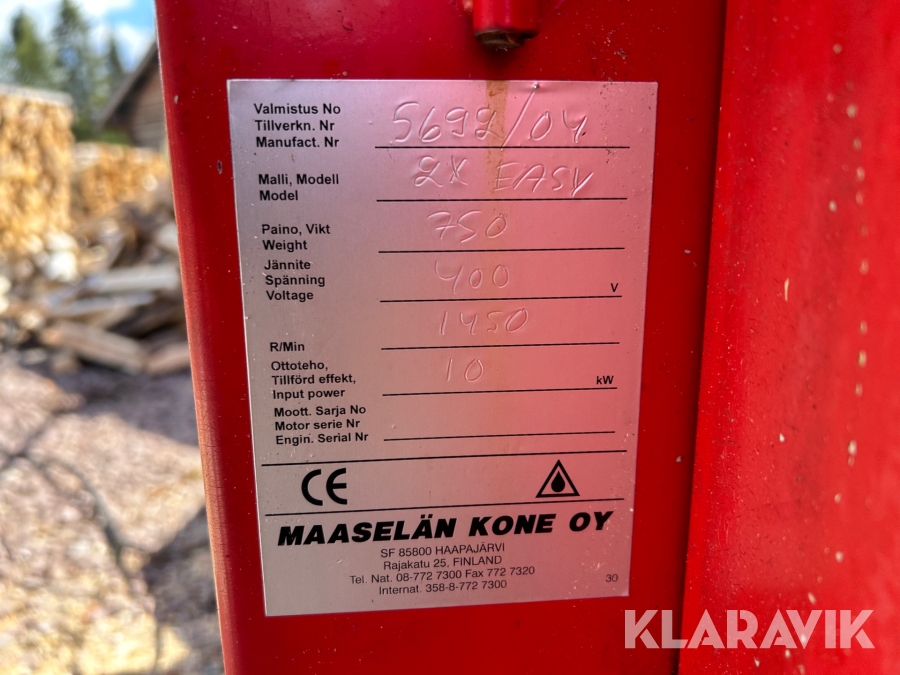 Valmistus No
Tillverkn. Nr
Manufact. Nr 5692/04
Malli, Modell
Model 2X EASY
Paino, Vikt
Weight 750
Jännite
Spänning
Voltage 400 V
R/Min 1450
Ottoteho,
Tillförd effekt,
Input power 10 kW
Moott. Sarja No
Motor serie Nr
Engin. Serial Nr
CE
MAASELÄN KONE OY
SF 85800 HAAPAJÄRVI
Rajakatu 25, FINLAND
Tel. Nat. 08-772 7300 Fax 772 7320
Internat. 358-8-772 7300 30
KLARAVIK